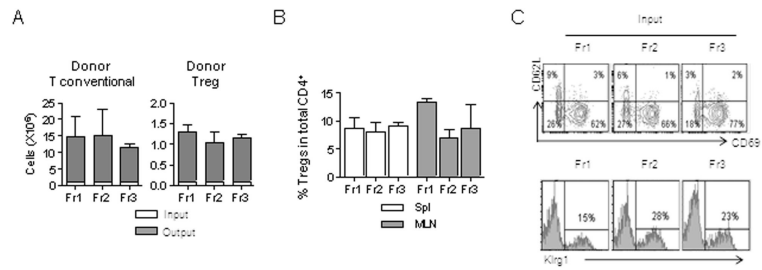 A
Donor
T conventional
Donor
Treg
Cells (X10⁶)
25
20
15
10
5
0
2.0
1.5
1.0
0.5
0.0
Fr1 Fr2 Fr3
Fr1 Fr2 Fr3
Input
Output
B
% Tregs in total CD4⁺
15
10
5
0
Fr1 Fr2 Fr3 Fr1 Fr2 Fr3
Spl
MLN
C
Input
Fr1 Fr2 Fr3
CD62L
9% 3% 6% 1% 3% 2%
26% 62% 27% 66% 18% 77%
CD69
Fr1 Fr2 Fr3
15% 28% 23%
Klrg1